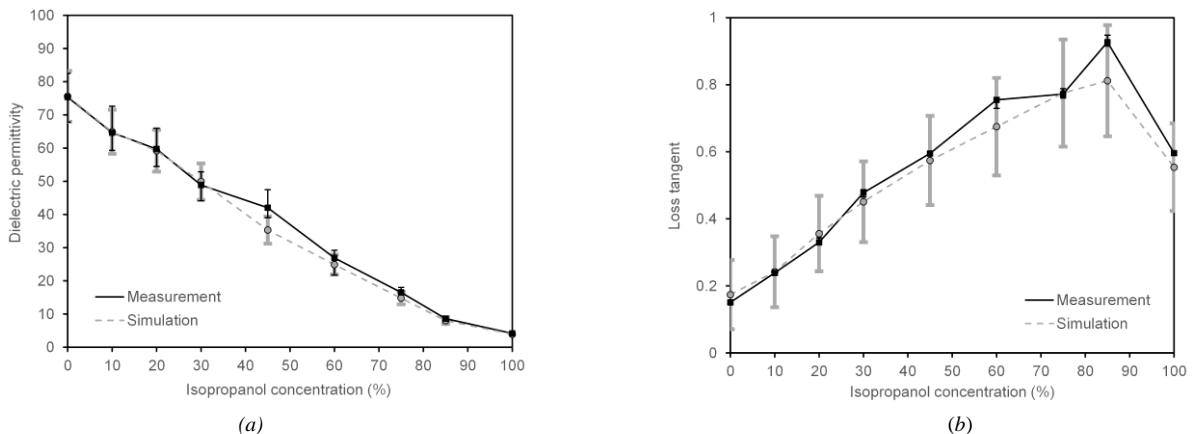 100
90
80
70
60
50
40
30
20
10
0
Dielectric permittivity
Measurement
Simulation
0 10 20 30 40 50 60 70 80 90 100
Isopropanol concentration (%)
(a)
1
0.8
0.6
0.4
0.2
0
Loss tangent
Measurement
Simulation
0 10 20 30 40 50 60 70 80 90 100
Isopropanol concentration (%)
(b)